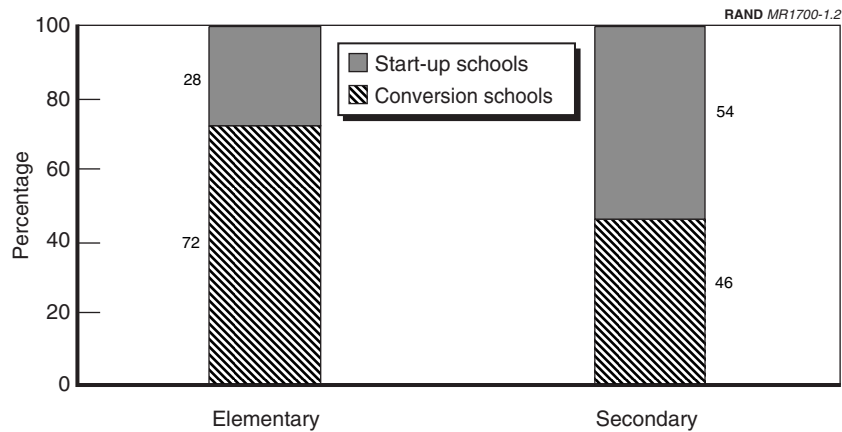 RAND MR1700-1.2
100
80
60
40
20
0
Percentage
28
72
Start-up schools
Conversion schools
54
46
Elementary
Secondary